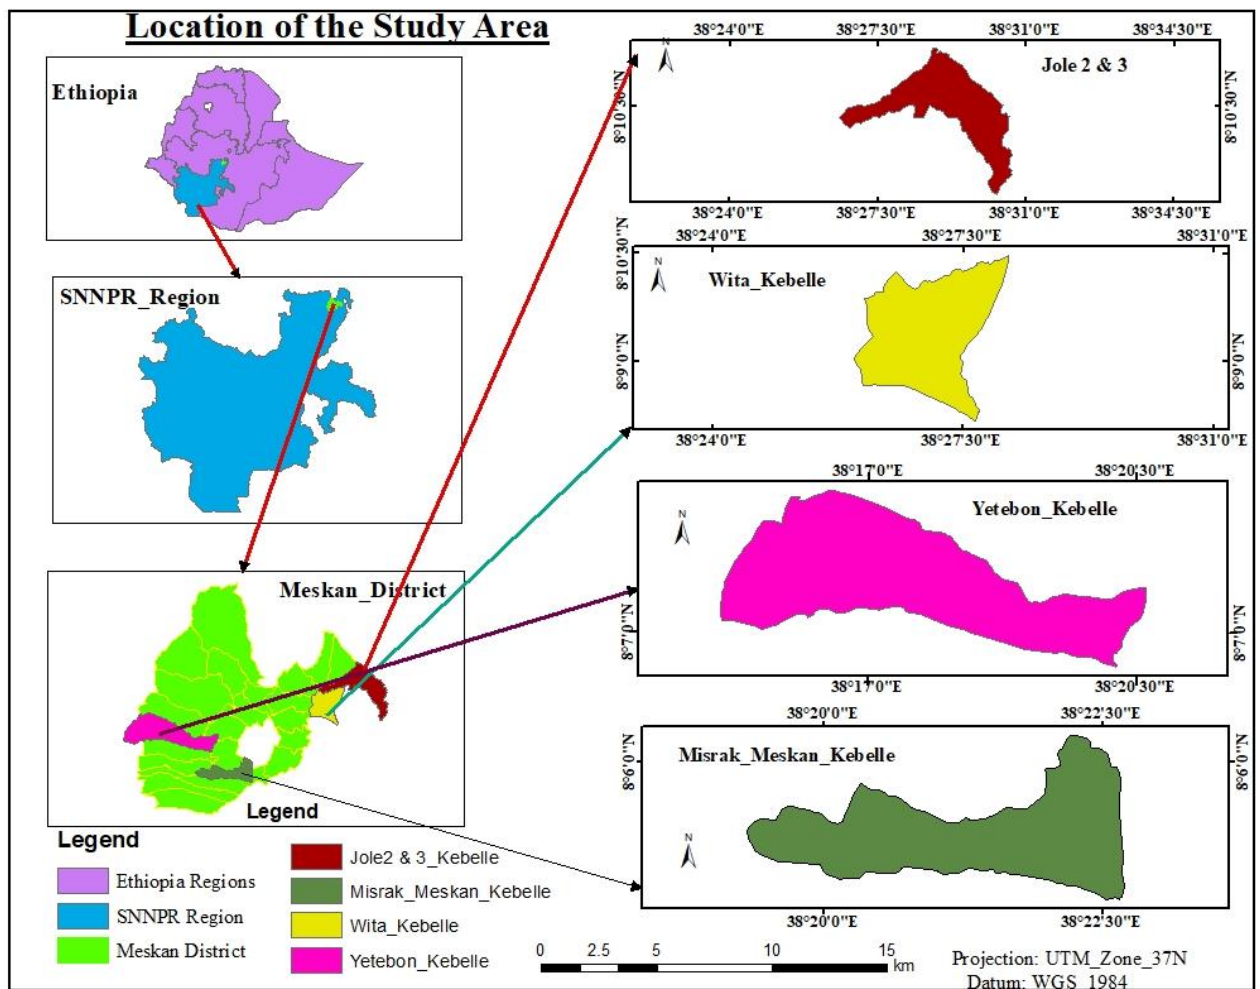 Location of the Study Area
Ethiopia
SNNPR_Region
Meskan_District
Legend
Legend
Ethiopia Regions
SNNPR Region
Meskan District
Jole2 & 3_Kebelle
Misrak_Meskan_Kebelle
Wita_Kebelle
Yetebon_Kebelle
38°24'0"E 38°27'30"E 38°31'0"E 38°34'30"E
N
Jole 2 & 3
8°10'30"N 8°10'30"N
38°24'0"E 38°27'30"E 38°31'0"E 38°34'30"E
38°24'0"E 38°27'30"E 38°31'0"E
N
Wita_Kebelle
8°10'30"N 8°10'30"N
8°9'0"N 8°9'0"N
38°24'0"E 38°27'30"E 38°31'0"E
38°17'0"E 38°20'30"E
N
Yetebon_Kebelle
8°7'0"N 8°7'0"N
38°17'0"E 38°20'30"E
38°20'0"E 38°22'30"E
Misrak_Meskan_Kebelle
8°6'0"N 8°6'0"N
N
38°20'0"E 38°22'30"E
0 2.5 5 10 15
km
Projection: UTM_Zone_37N
Datum: WGS_1984